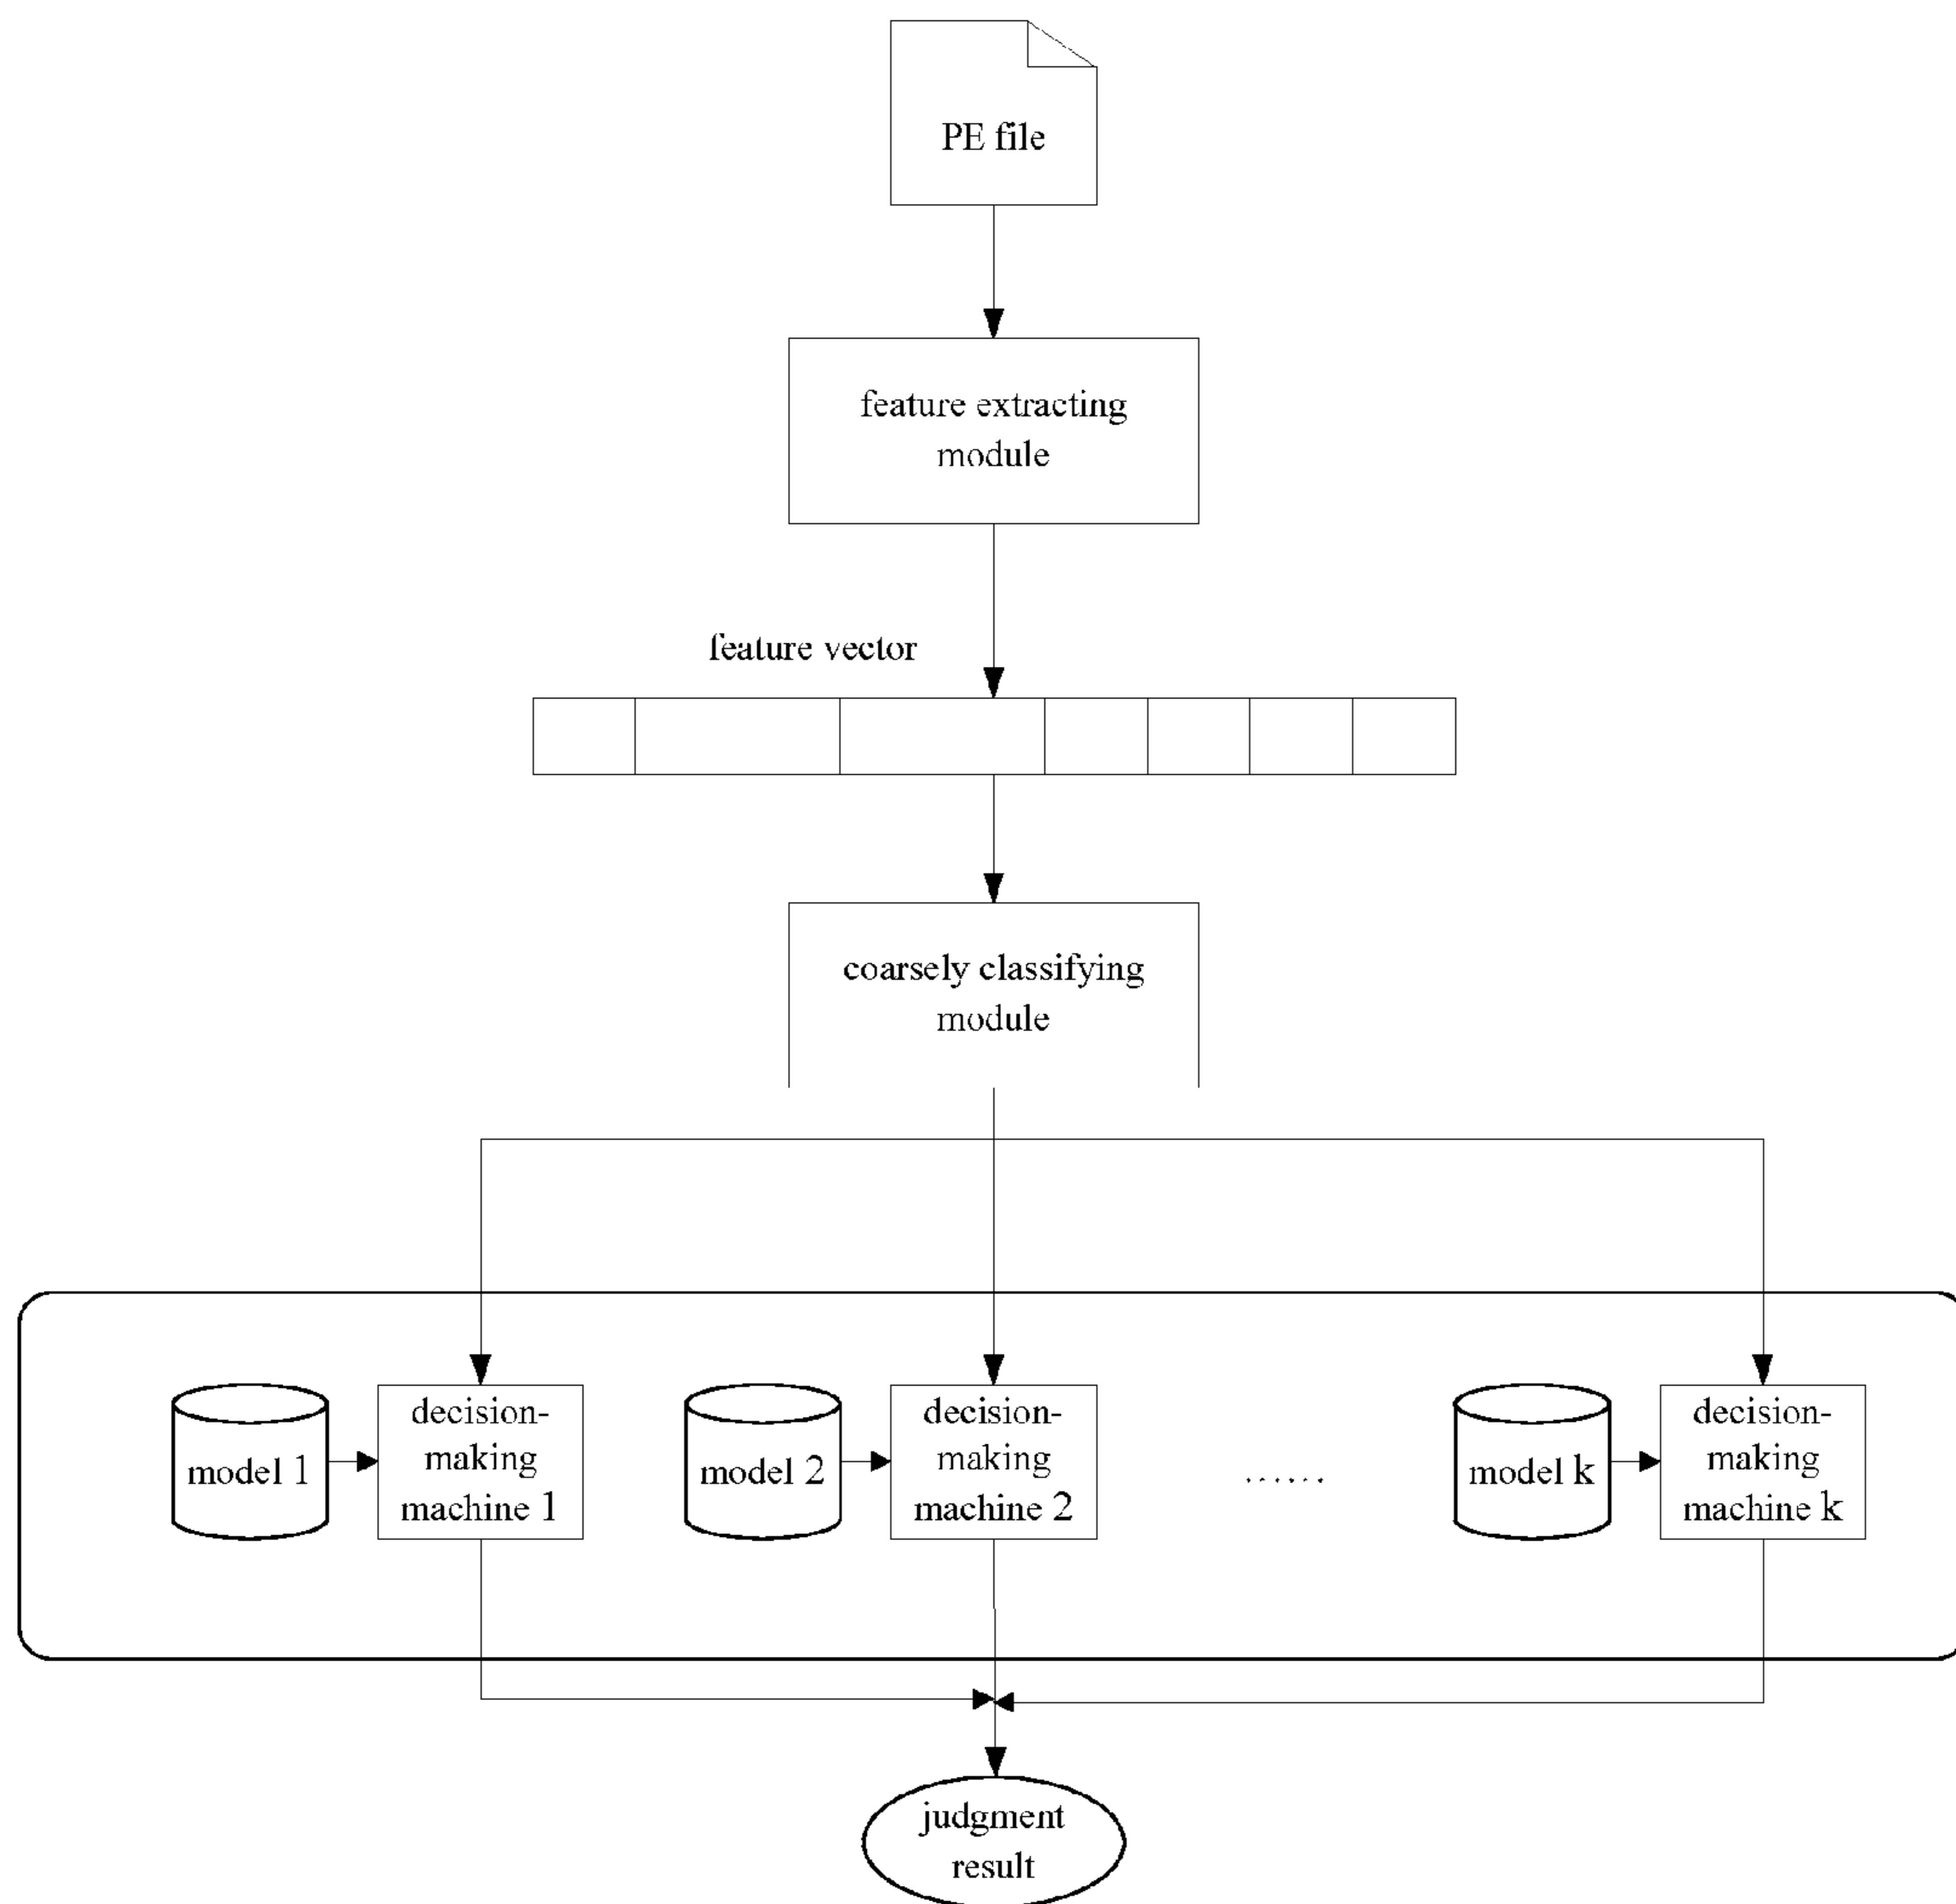 PE file
feature extracting
module
feature vector
coarsely classifying
module
model 1
decision-
making
machine 1
model 2
decision-
making
machine 2
......
model k
decision-
making
machine k
judgment
result